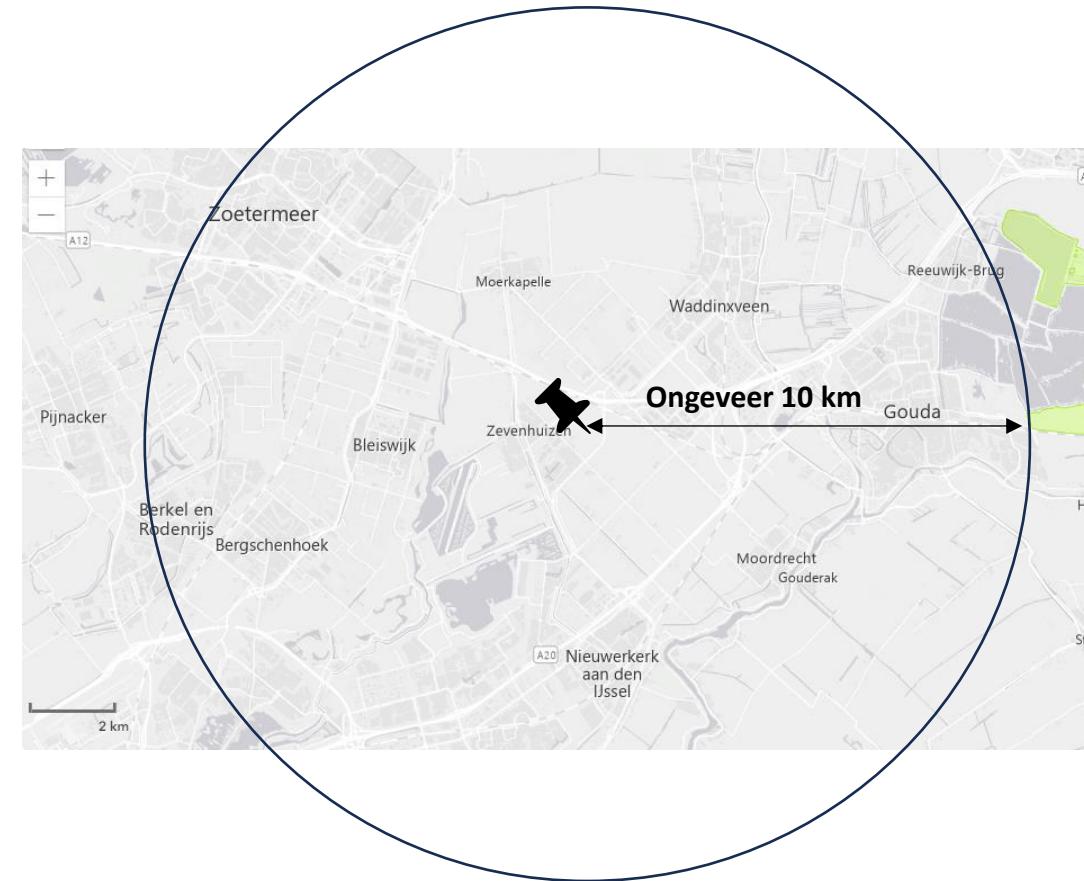 +
−
Zoetermeer
A12
Moerkapelle
Reeuwijk-Brug
Waddinxveen
Ongeveer 10 km
Pijnacker
Gouda
Zevenhuizen
Bleiswijk
Berkel en
Rodenrijs
Bergschenhoek
Moordrecht
Gouderak
A20
Nieuwerkerk
aan den
IJssel
2 km